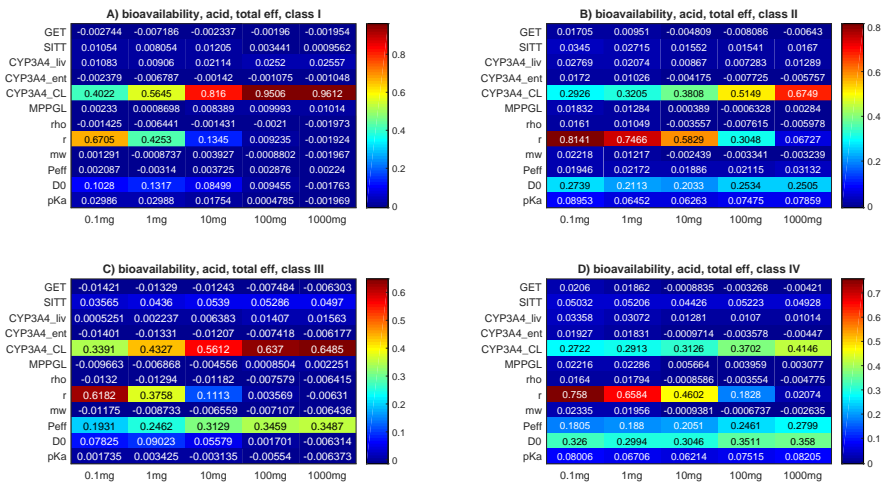 A) bioavailability, acid, total eff, class I
GET -0.002744 -0.007186 -0.002337 -0.00196 -0.001954
SITT 0.01054 0.008054 0.01205 0.003441 0.0009562
CYP3A4_liv 0.01083 0.00906 0.02114 0.0252 0.02557
CYP3A4_ent -0.002379 -0.006787 -0.00142 -0.001075 -0.001048
CYP3A4_CL 0.4022 0.5645 0.816 0.9506 0.9612
MPPGL 0.00233 0.0008698 0.008389 0.009993 0.01014
rho -0.001425 -0.006441 -0.001431 -0.0021 -0.001973
r 0.6705 0.4253 0.1345 0.009235 -0.001924
mw 0.001291 -0.0008737 0.003927 -0.0008802 -0.001967
Peff 0.002087 -0.00314 0.003725 0.002876 0.00224
D0 0.1028 0.1317 0.08499 0.009455 -0.001763
pKa 0.02986 0.02988 0.01754 0.0004785 -0.001969
0.1mg 1mg 10mg 100mg 1000mg
0.8
0.6
0.4
0.2
0
B) bioavailability, acid, total eff, class II
GET 0.01705 0.00951 -0.004809 -0.008086 -0.00643
SITT 0.0345 0.02715 0.01552 0.01541 0.0167
CYP3A4_liv 0.02769 0.02074 0.00867 0.007283 0.01289
CYP3A4_ent 0.0172 0.01026 -0.004175 -0.007725 -0.005757
CYP3A4_CL 0.2926 0.3205 0.3808 0.5149 0.6749
MPPGL 0.01832 0.01284 0.000389 -0.0006328 0.00284
rho 0.0161 0.01049 -0.003557 -0.007615 -0.005978
r 0.8141 0.7466 0.5829 0.3048 0.06727
mw 0.02218 0.01217 -0.002439 -0.003341 -0.003239
Peff 0.01946 0.02172 0.01886 0.02115 0.03132
D0 0.2739 0.2113 0.2033 0.2534 0.2505
pKa 0.08953 0.06452 0.06263 0.07475 0.07859
0.1mg 1mg 10mg 100mg 1000mg
0.8
0.6
0.4
0.2
0
C) bioavailability, acid, total eff, class III
GET -0.01421 -0.01329 -0.01243 -0.007484 -0.006303
SITT 0.03565 0.0436 0.0539 0.05286 0.0497
CYP3A4_liv 0.0005251 0.002237 0.006383 0.01407 0.01563
CYP3A4_ent -0.01401 -0.01331 -0.01207 -0.007418 -0.006177
CYP3A4_CL 0.3391 0.4327 0.5612 0.637 0.6485
MPPGL -0.009663 -0.006868 -0.004556 0.0008504 0.002251
rho -0.0132 -0.01294 -0.01182 -0.007579 -0.006415
r 0.6182 0.3758 0.1113 0.003569 -0.00631
mw -0.01175 -0.008733 -0.006559 -0.007107 -0.006436
Peff 0.1931 0.2462 0.3129 0.3459 0.3487
D0 0.07825 0.09023 0.05579 0.001701 -0.006314
pKa 0.001735 0.003425 -0.003135 -0.00554 -0.006373
0.1mg 1mg 10mg 100mg 1000mg
0.6
0.5
0.4
0.3
0.2
0.1
0
D) bioavailability, acid, total eff, class IV
GET 0.0206 0.01862 -0.0008835 -0.003268 -0.00421
SITT 0.05032 0.05206 0.04426 0.05223 0.04928
CYP3A4_liv 0.03358 0.03072 0.01281 0.0107 0.01014
CYP3A4_ent 0.01927 0.01831 -0.0009714 -0.003578 -0.00447
CYP3A4_CL 0.2722 0.2913 0.3126 0.3702 0.4146
MPPGL 0.02216 0.02286 0.005664 0.003959 0.003077
rho 0.0164 0.01794 -0.0008586 -0.003554 -0.004775
r 0.758 0.6584 0.4602 0.1828 0.02074
mw 0.02335 0.01956 -0.0009381 -0.0006737 -0.002635
Peff 0.1805 0.188 0.2051 0.2461 0.2799
D0 0.326 0.2994 0.3046 0.3511 0.358
pKa 0.08006 0.06706 0.06214 0.07515 0.08205
0.1mg 1mg 10mg 100mg 1000mg
0.7
0.6
0.5
0.4
0.3
0.2
0.1
0